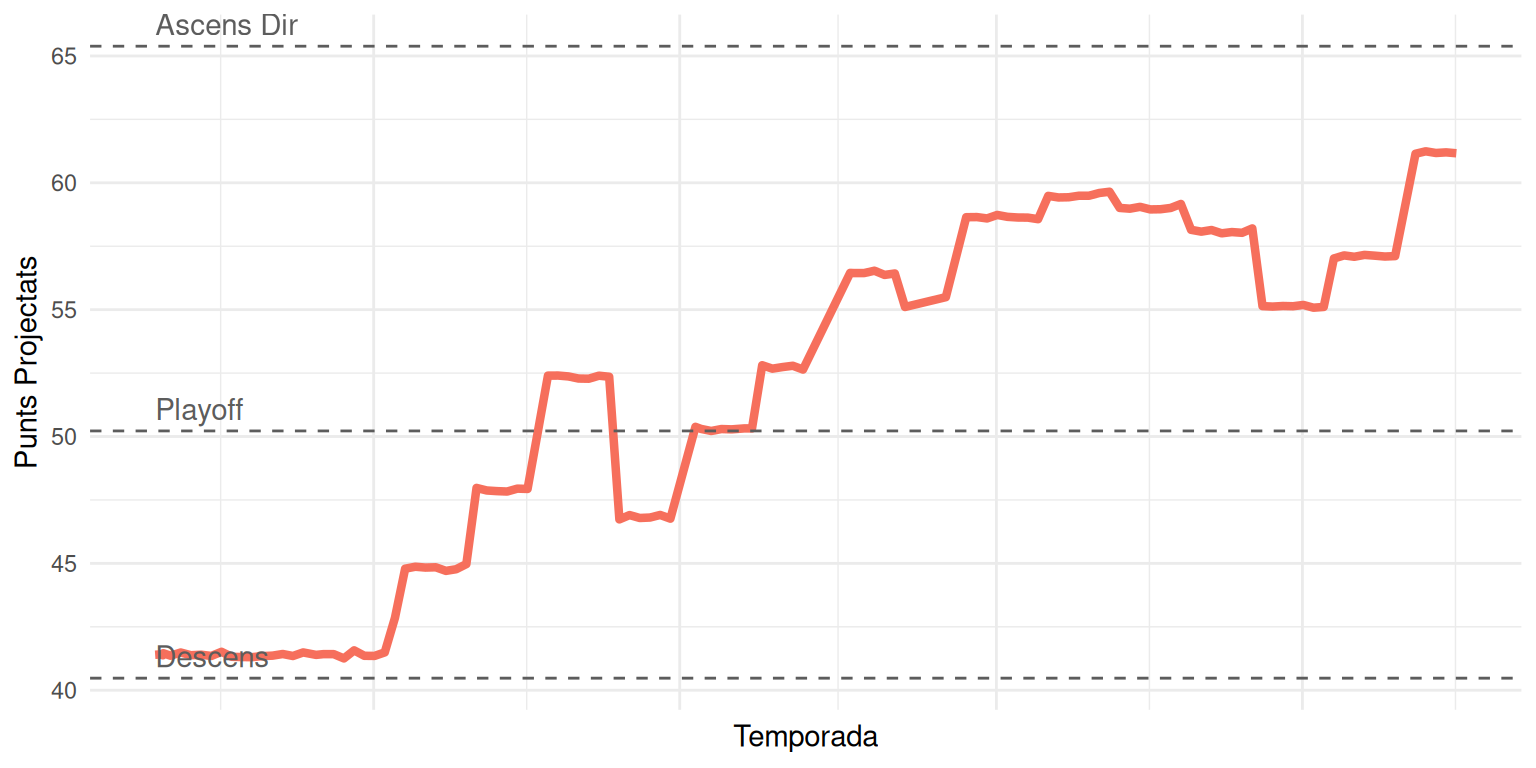 Ascens Dir
65
60
Punts Projectats
55
Playoff
50
45
Descens
40
Temporada